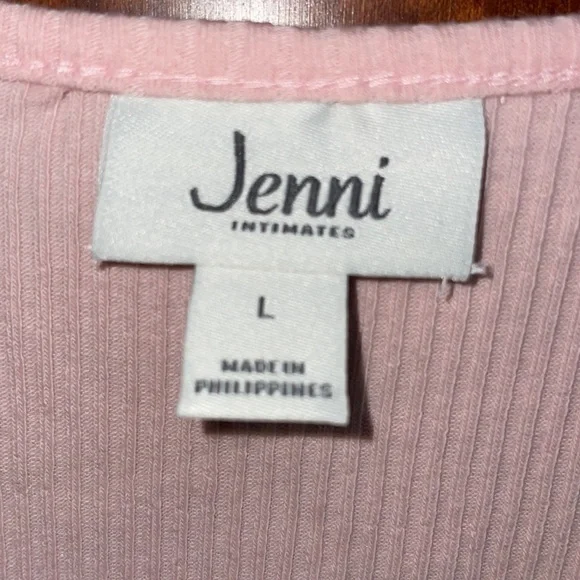 Jenni
INTIMATES
L
MADE IN
PHILIPPINES